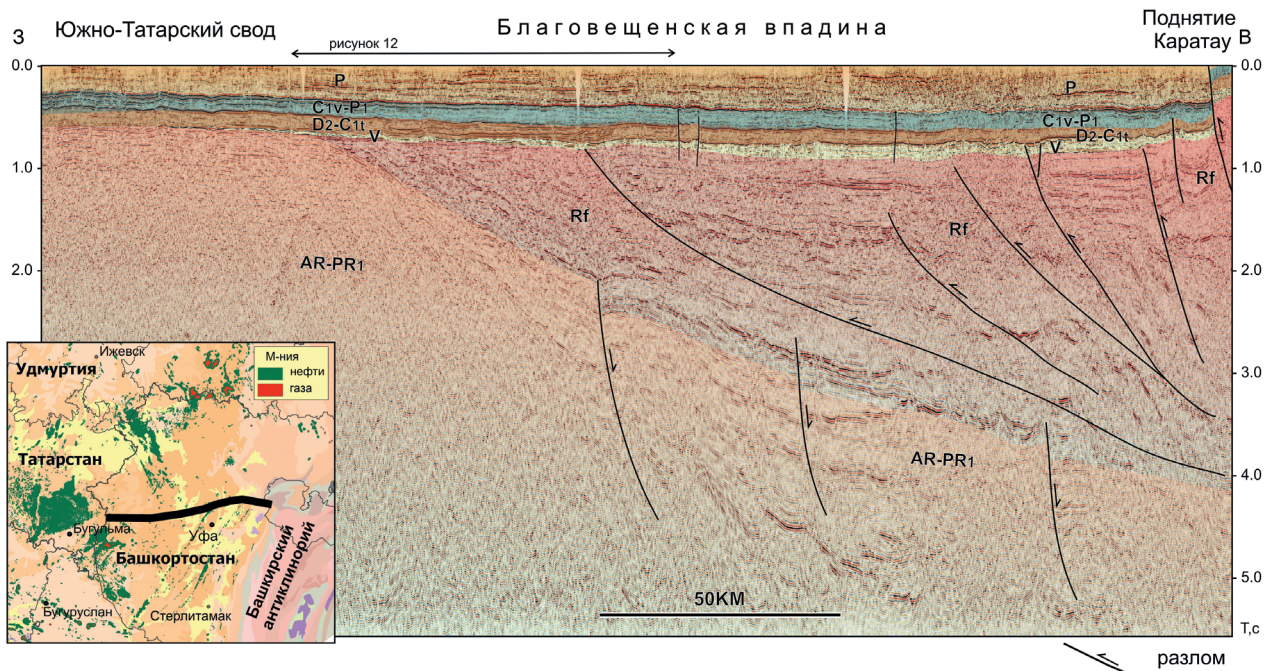 З
Южно-Татарский свод
Благовещенская впадина
Поднятие
Каратау
В
рисунок 12
0.0
1.0
2.0
0.0
1.0
2.0
3.0
4.0
5.0
Т,с
P
C1v-P1
D2-C1t
V
P
C1v-P1
D2-C1t
V
Rf
Rf
Rf
AR-PR1
AR-PR1
50КМ
разлом
М-ния
нефти
газа
Ижевск
Удмуртия
Татарстан
Бугульма
Уфа
Башкортостан
Башкирский
антиклинорий
Бугуруслан
Стерлитамак